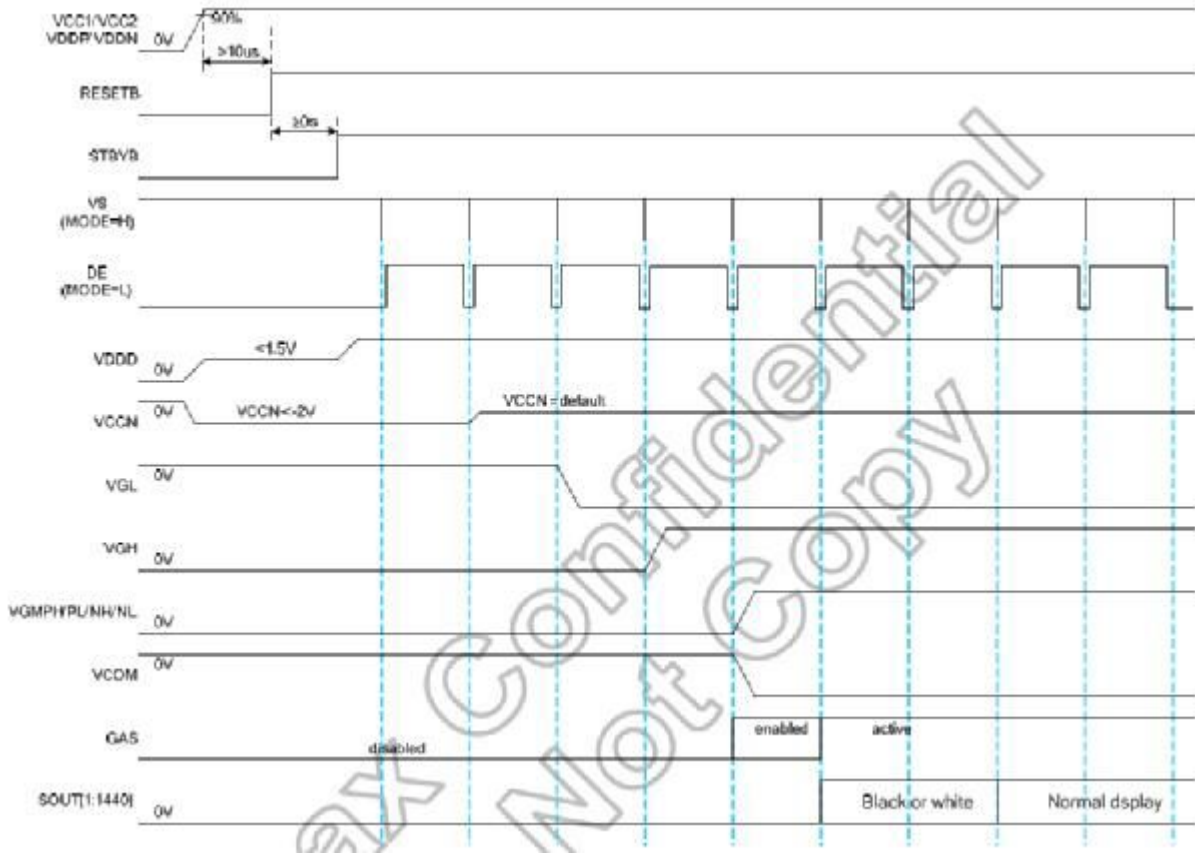 VCC1/VCC2
VDDP/VDDN
0V
90%
>10us
RESETB
≥0s
STBYB
VS
(MODE=H)
DE
(MODE=L)
VDDD
0V
<1.5V
VCCN
0V
VCCN<-2V
VCCN = default
VGL
0V
VGH
0V
VGMPH/PL/NH/NL
0V
VCOM
0V
GAS
disabled
enabled
active
SOUT[1:1440]
0V
Black or white
Normal dsplay
ax Confidential
Not Copy